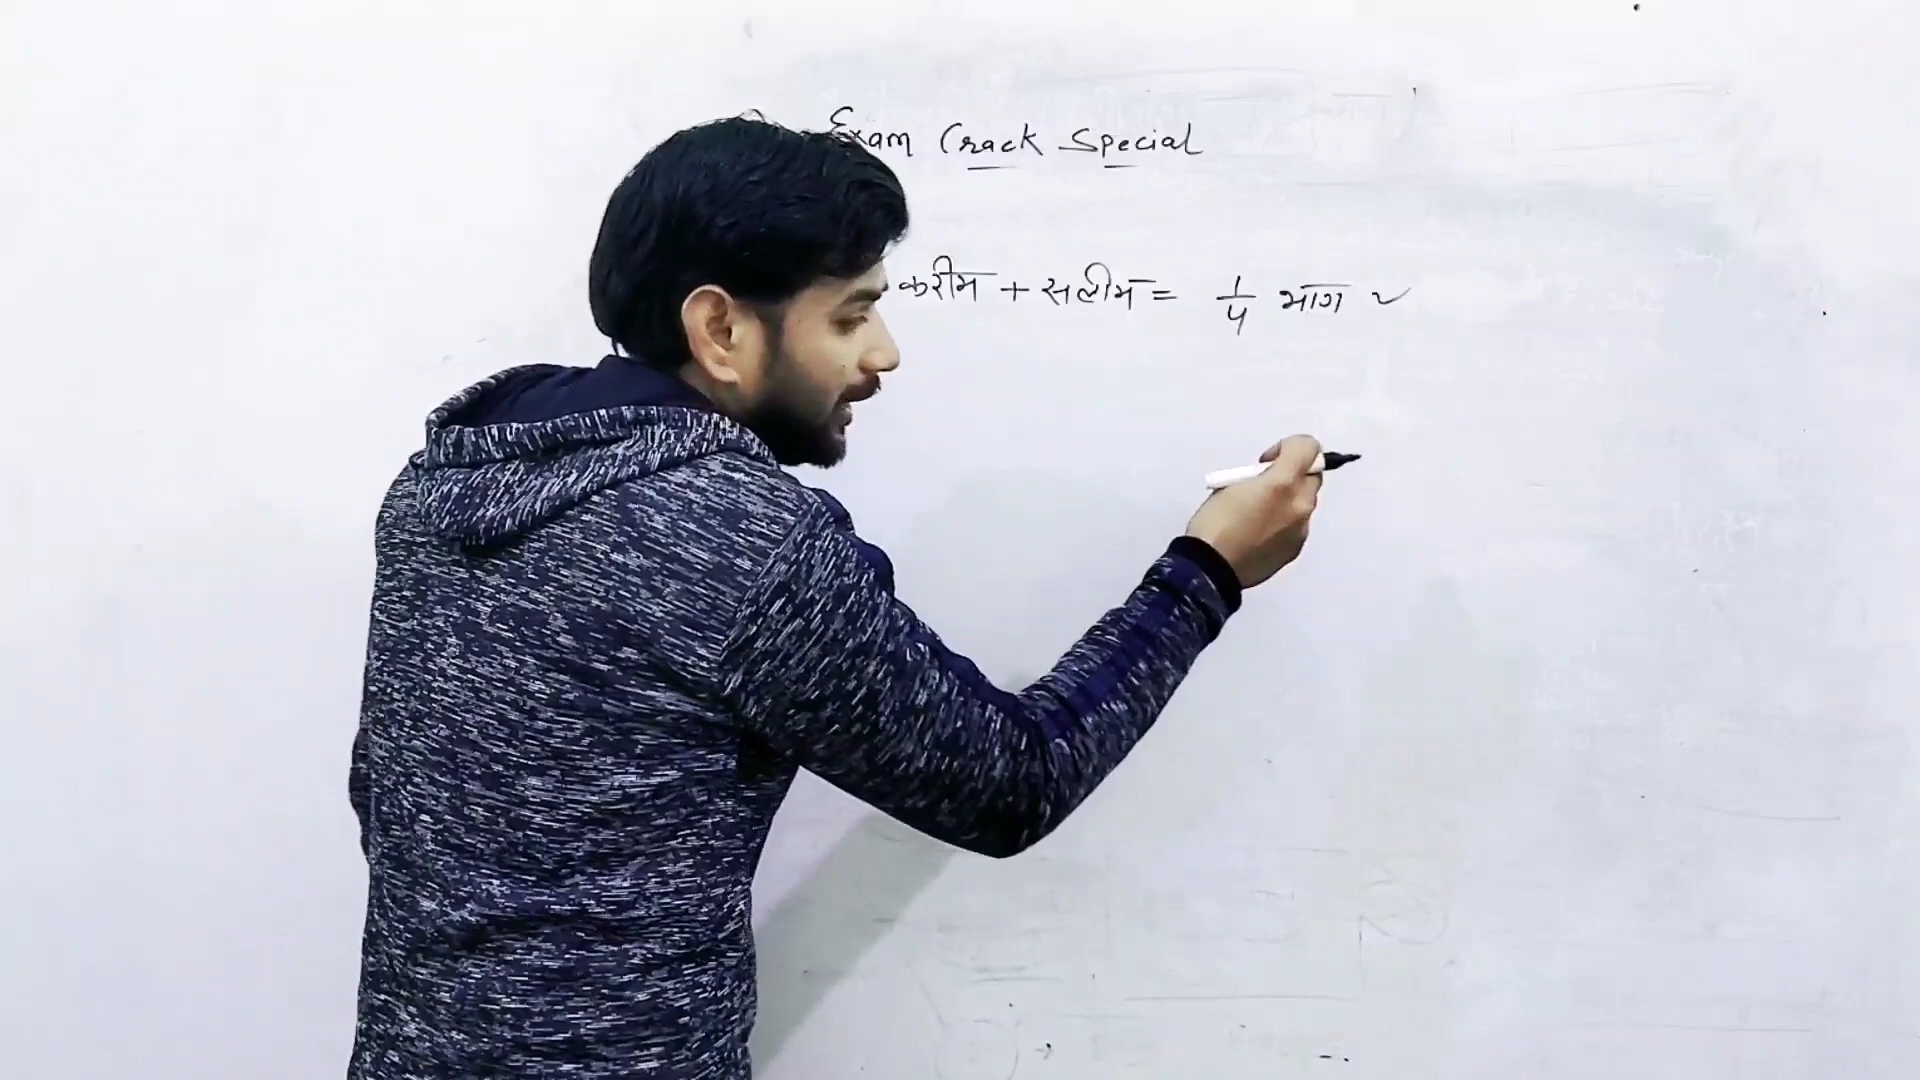 Exam Crack Special
करीम + सलीम = 1/4 भाग